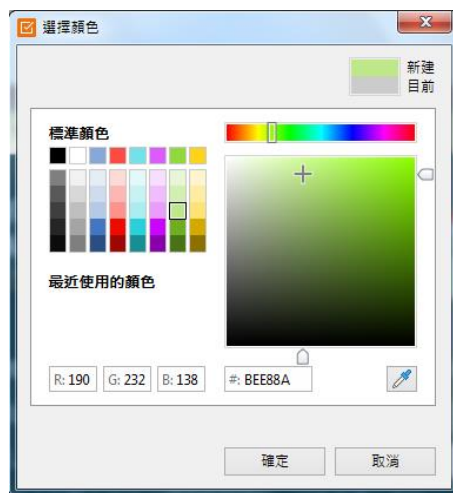 選擇顏色
新建
目前
標準顏色
最近使用的顏色
R: 190 G: 232 B: 138 #: BEE88A
確定 取消